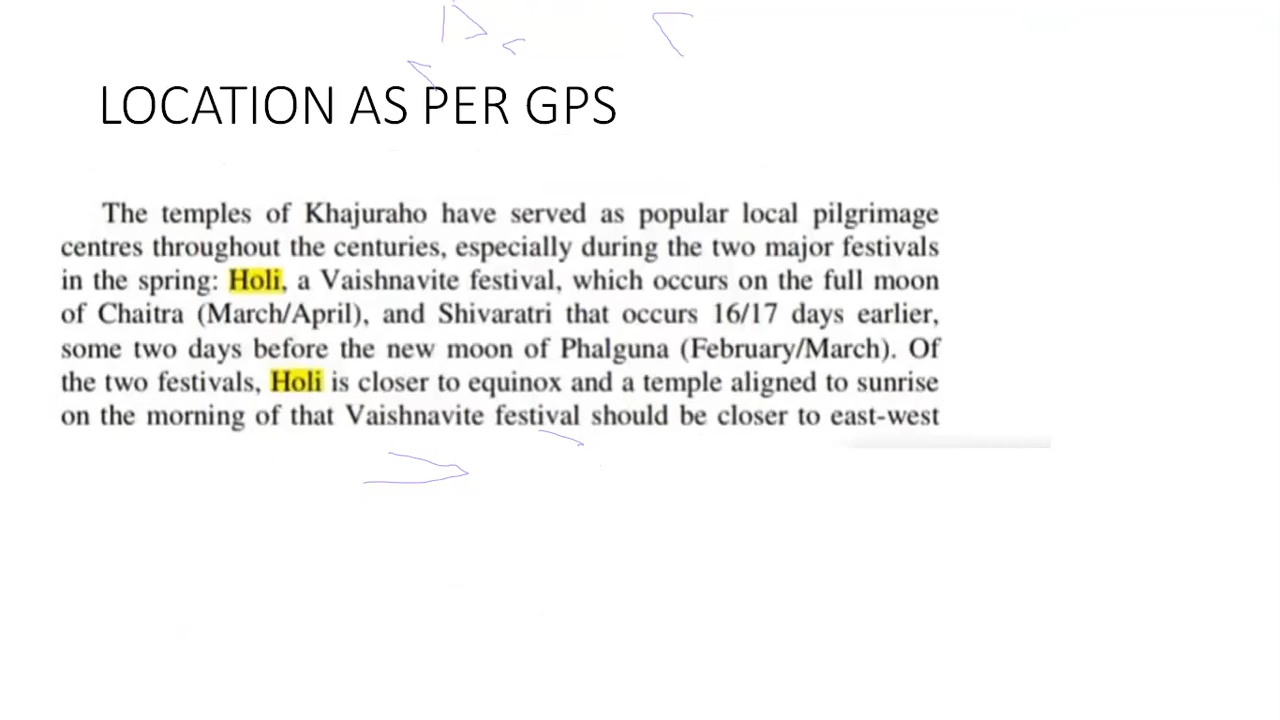 LOCATION AS PER GPS
The temples of Khajuraho have served as popular local pilgrimage
centres throughout the centuries, especially during the two major festivals
in the spring: Holi, a Vaishnavite festival, which occurs on the full moon
of Chaitra (March/April), and Shivaratri that occurs 16/17 days earlier,
some two days before the new moon of Phalguna (February/March). Of
the two festivals, Holi is closer to equinox and a temple aligned to sunrise
on the morning of that Vaishnavite festival should be closer to east-west